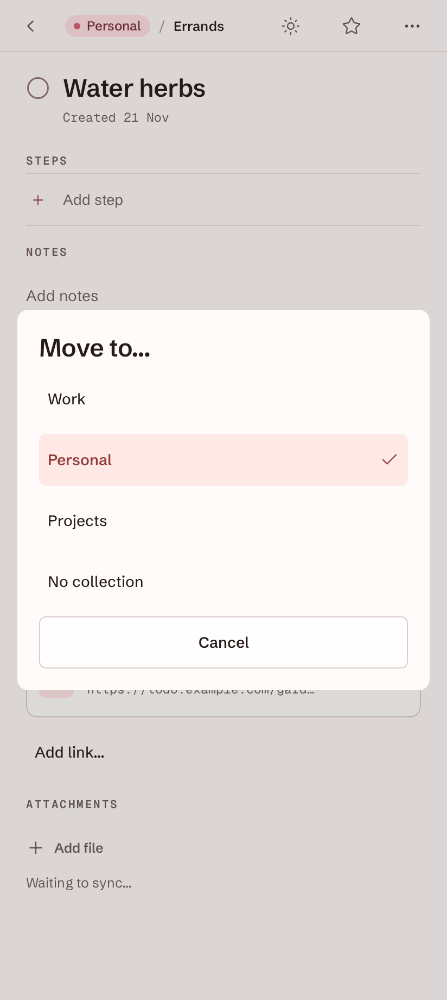 Personal / Errands
Water herbs
Created 21 Nov
STEPS
+ Add step
NOTES
Add notes
Move to...
Work
Personal
Projects
No collection
Cancel
Add link...
ATTACHMENTS
+ Add file
Waiting to sync...